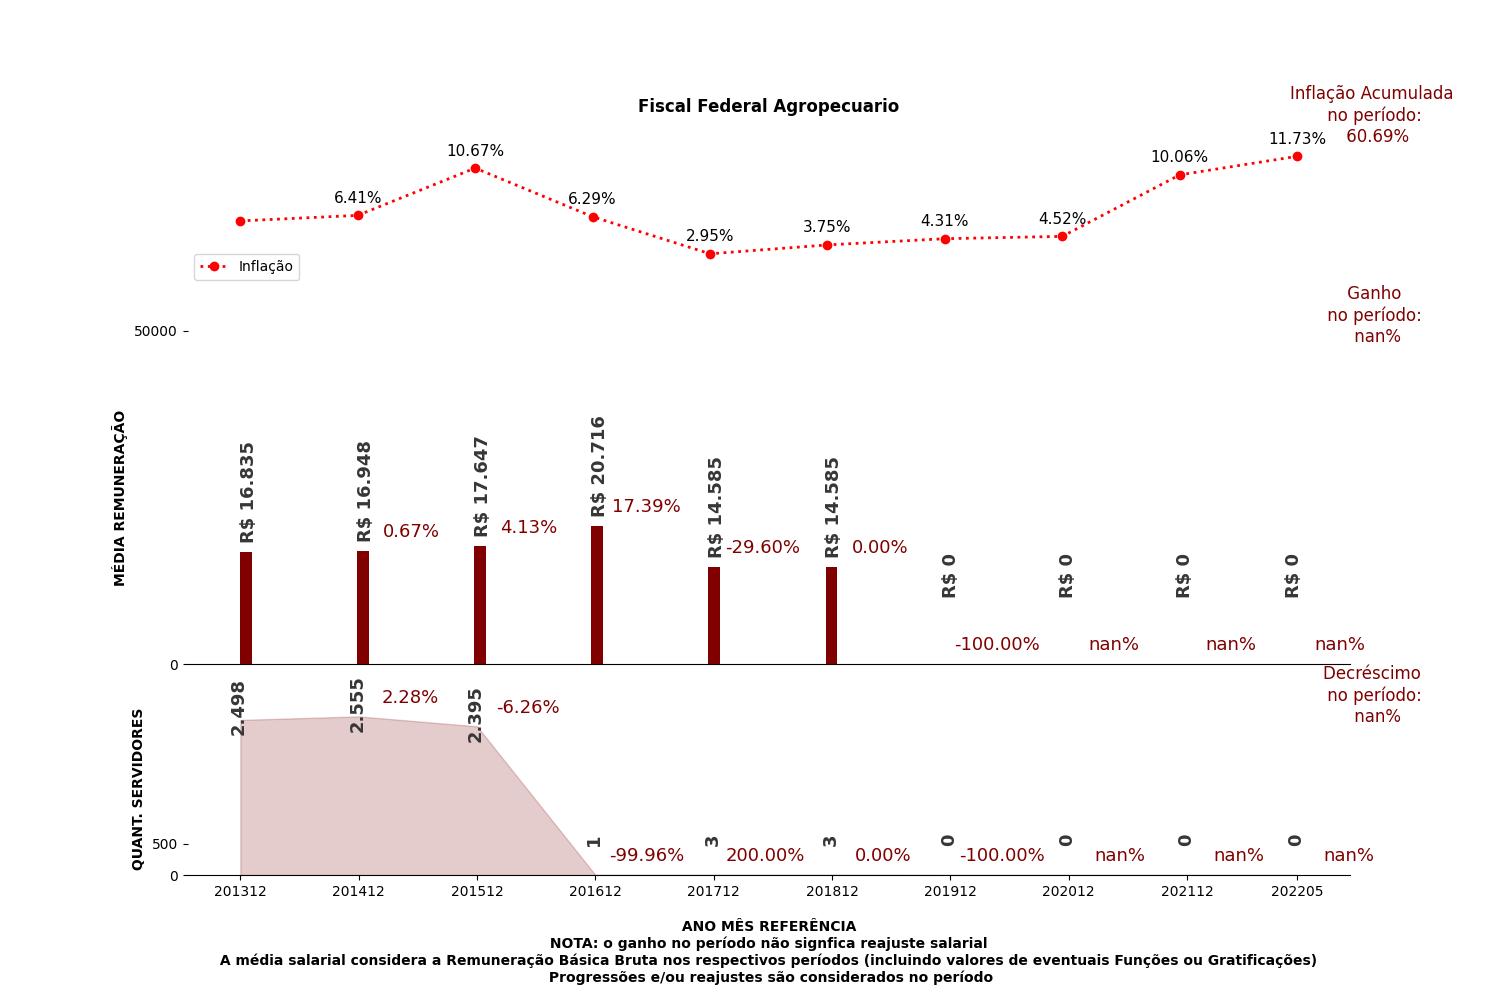 Fiscal Federal Agropecuario
Inflação Acumulada
no período:
60.69%
6.41%
10.67%
6.29%
2.95%
3.75%
4.31%
4.52%
10.06%
11.73%
Inflação
Ganho
no período:
nan%
50000
0
MÉDIA REMUNERAÇÃO
R$ 16.835
R$ 16.948
R$ 17.647
R$ 20.716
R$ 14.585
R$ 14.585
R$ 0
R$ 0
R$ 0
R$ 0
0.67%
4.13%
17.39%
-29.60%
0.00%
-100.00%
nan%
nan%
nan%
Decréscimo
no período:
nan%
QUANT. SERVIDORES
500
0
2.498
2.555
2.395
1
3
3
0
0
0
0
2.28%
-6.26%
-99.96%
200.00%
0.00%
-100.00%
nan%
nan%
nan%
201312
201412
201512
201612
201712
201812
201912
202012
202112
202205
ANO MÊS REFERÊNCIA
NOTA: o ganho no período não signfica reajuste salarial
A média salarial considera a Remuneração Básica Bruta nos respectivos períodos (incluindo valores de eventuais Funções ou Gratificações)
Progressões e/ou reajustes são considerados no período